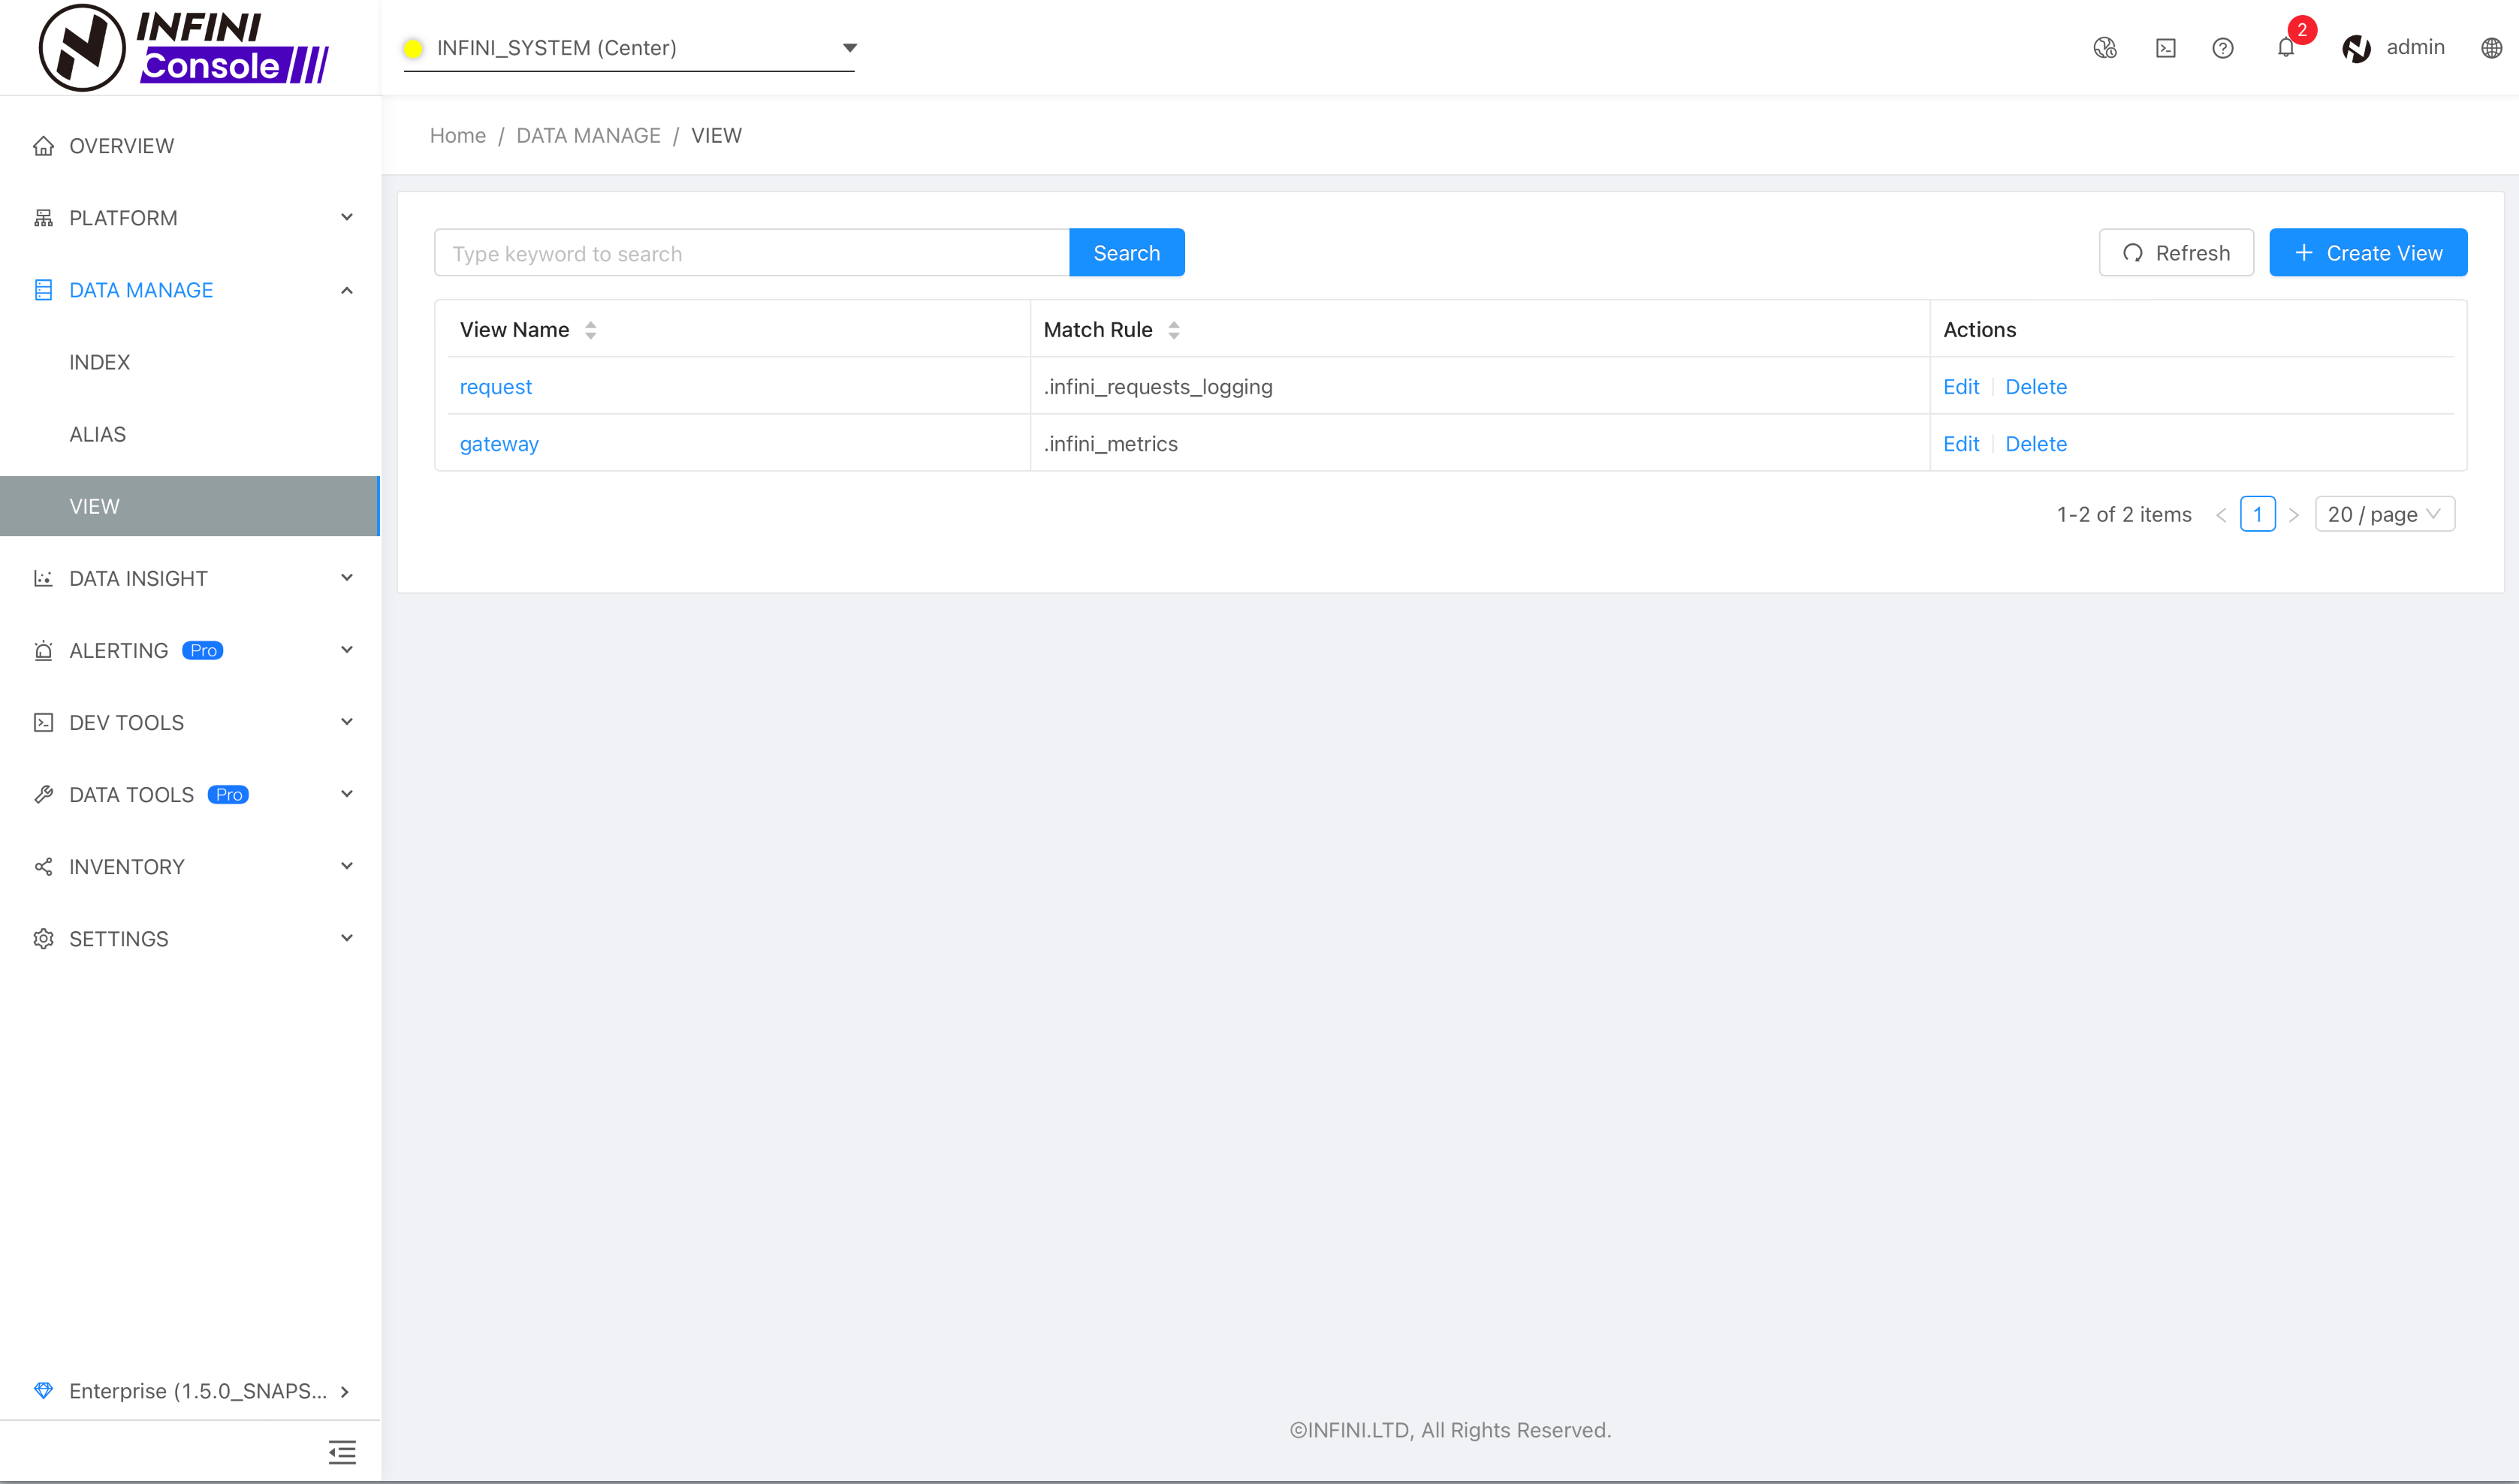 INFINI
Console
INFINI_SYSTEM (Center)
2
admin
Home / DATA MANAGE / VIEW
OVERVIEW
PLATFORM
DATA MANAGE
INDEX
ALIAS
VIEW
DATA INSIGHT
ALERTING Pro
DEV TOOLS
DATA TOOLS Pro
INVENTORY
SETTINGS
Enterprise (1.5.0_SNAPS...
Type keyword to search
Search
Refresh
Create View
View Name Match Rule Actions
request .infini_requests_logging Edit Delete
gateway .infini_metrics Edit Delete
1-2 of 2 items 1 20 / page
©INFINI.LTD, All Rights Reserved.